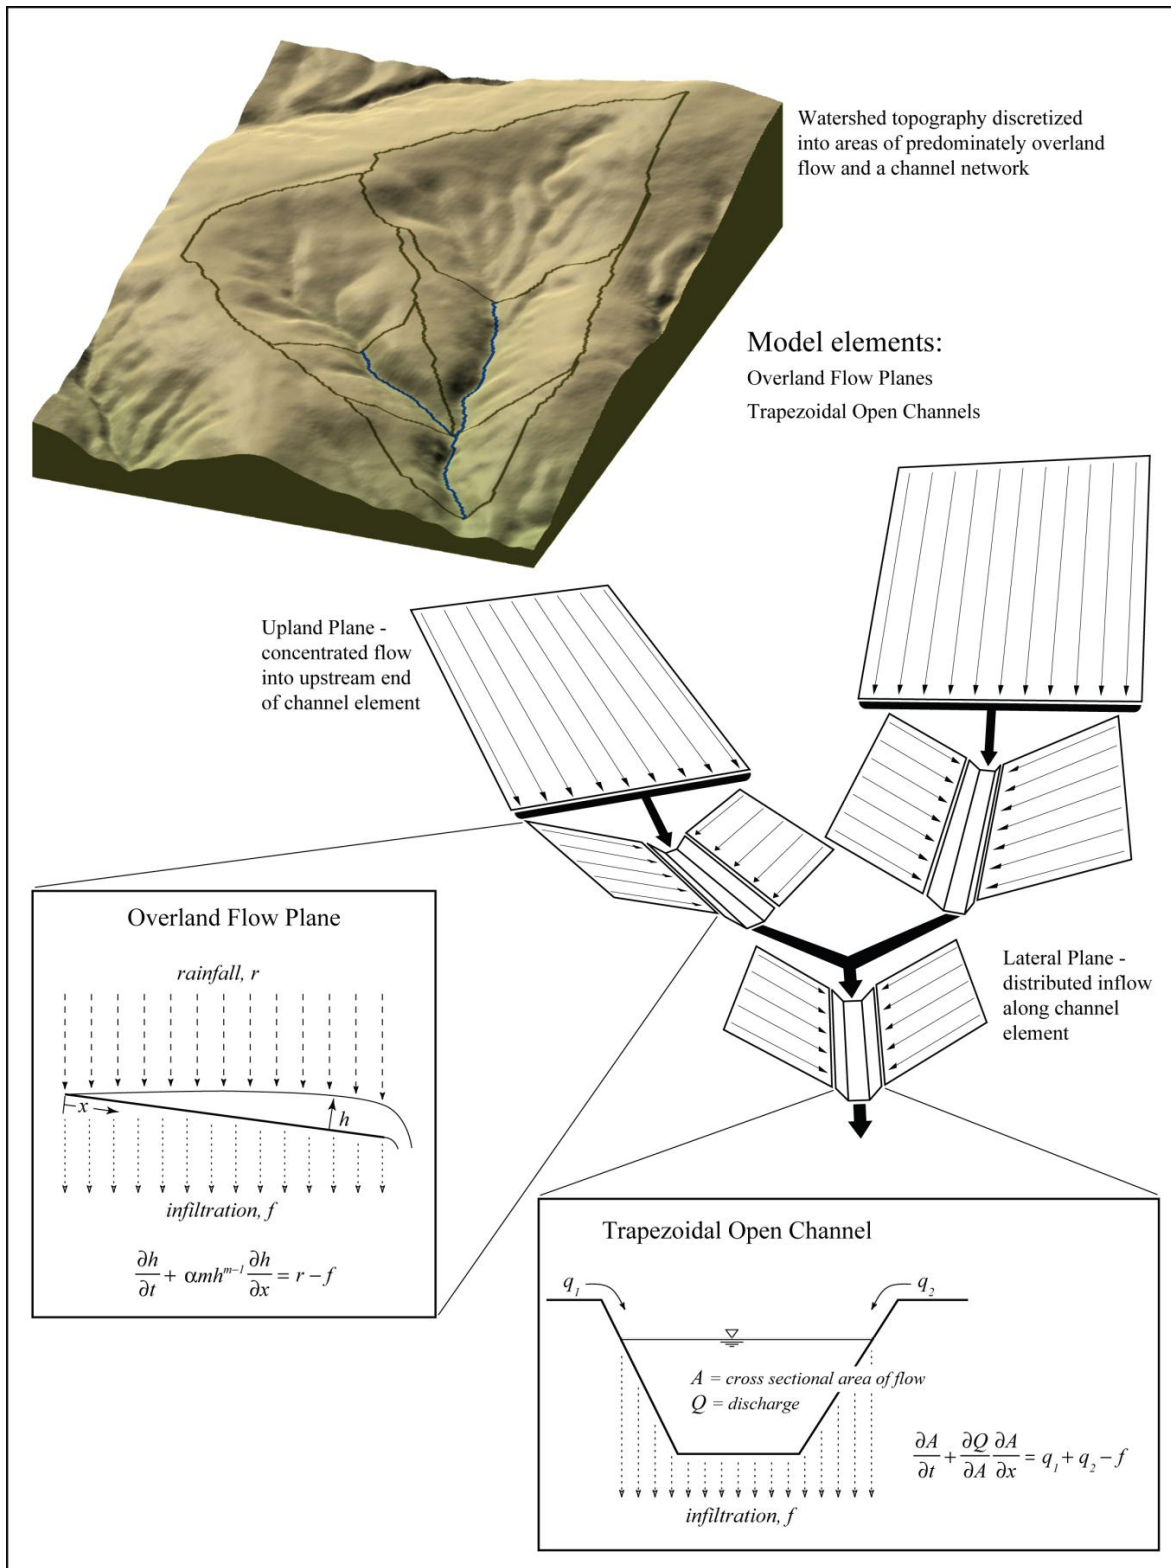 Watershed topography discretized
into areas of predominately overland
flow and a channel network
Model elements:
Overland Flow Planes
Trapezoidal Open Channels
Upland Plane -
concentrated flow
into upstream end
of channel element
Lateral Plane -
distributed inflow
along channel
element
Overland Flow Plane
rainfall, r
x
h
infiltration, f
∂h/∂t + αmh^{m-1} ∂h/∂x = r – f
Trapezoidal Open Channel
q₁ q₂
A = cross sectional area of flow
Q = discharge
∂A/∂t + ∂Q/∂A ∂A/∂x = q₁ + q₂ – f
infiltration, f